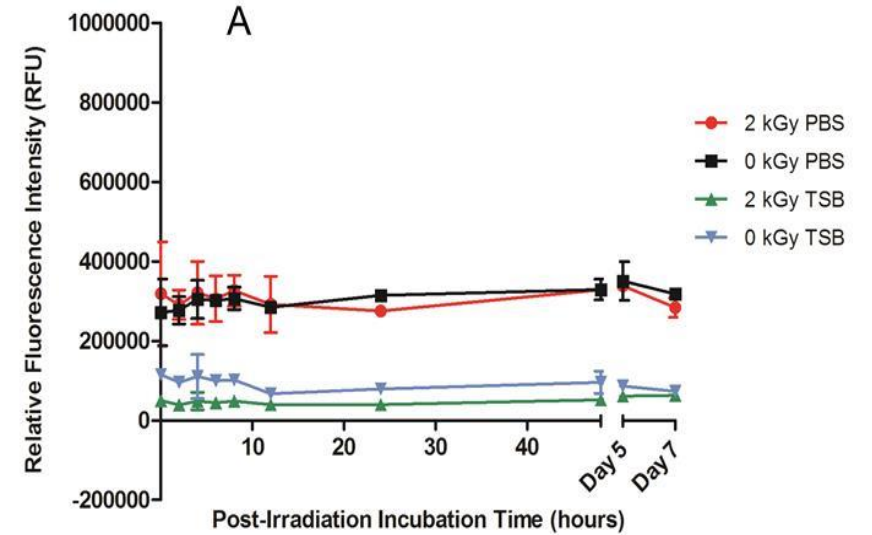 A
1000000
800000
600000
400000
200000
0
-200000
Relative Fluorescence Intensity (RFU)
10 20 30 40 Day 5 Day 7
Post-Irradiation Incubation Time (hours)
2 kGy PBS
0 kGy PBS
2 kGy TSB
0 kGy TSB